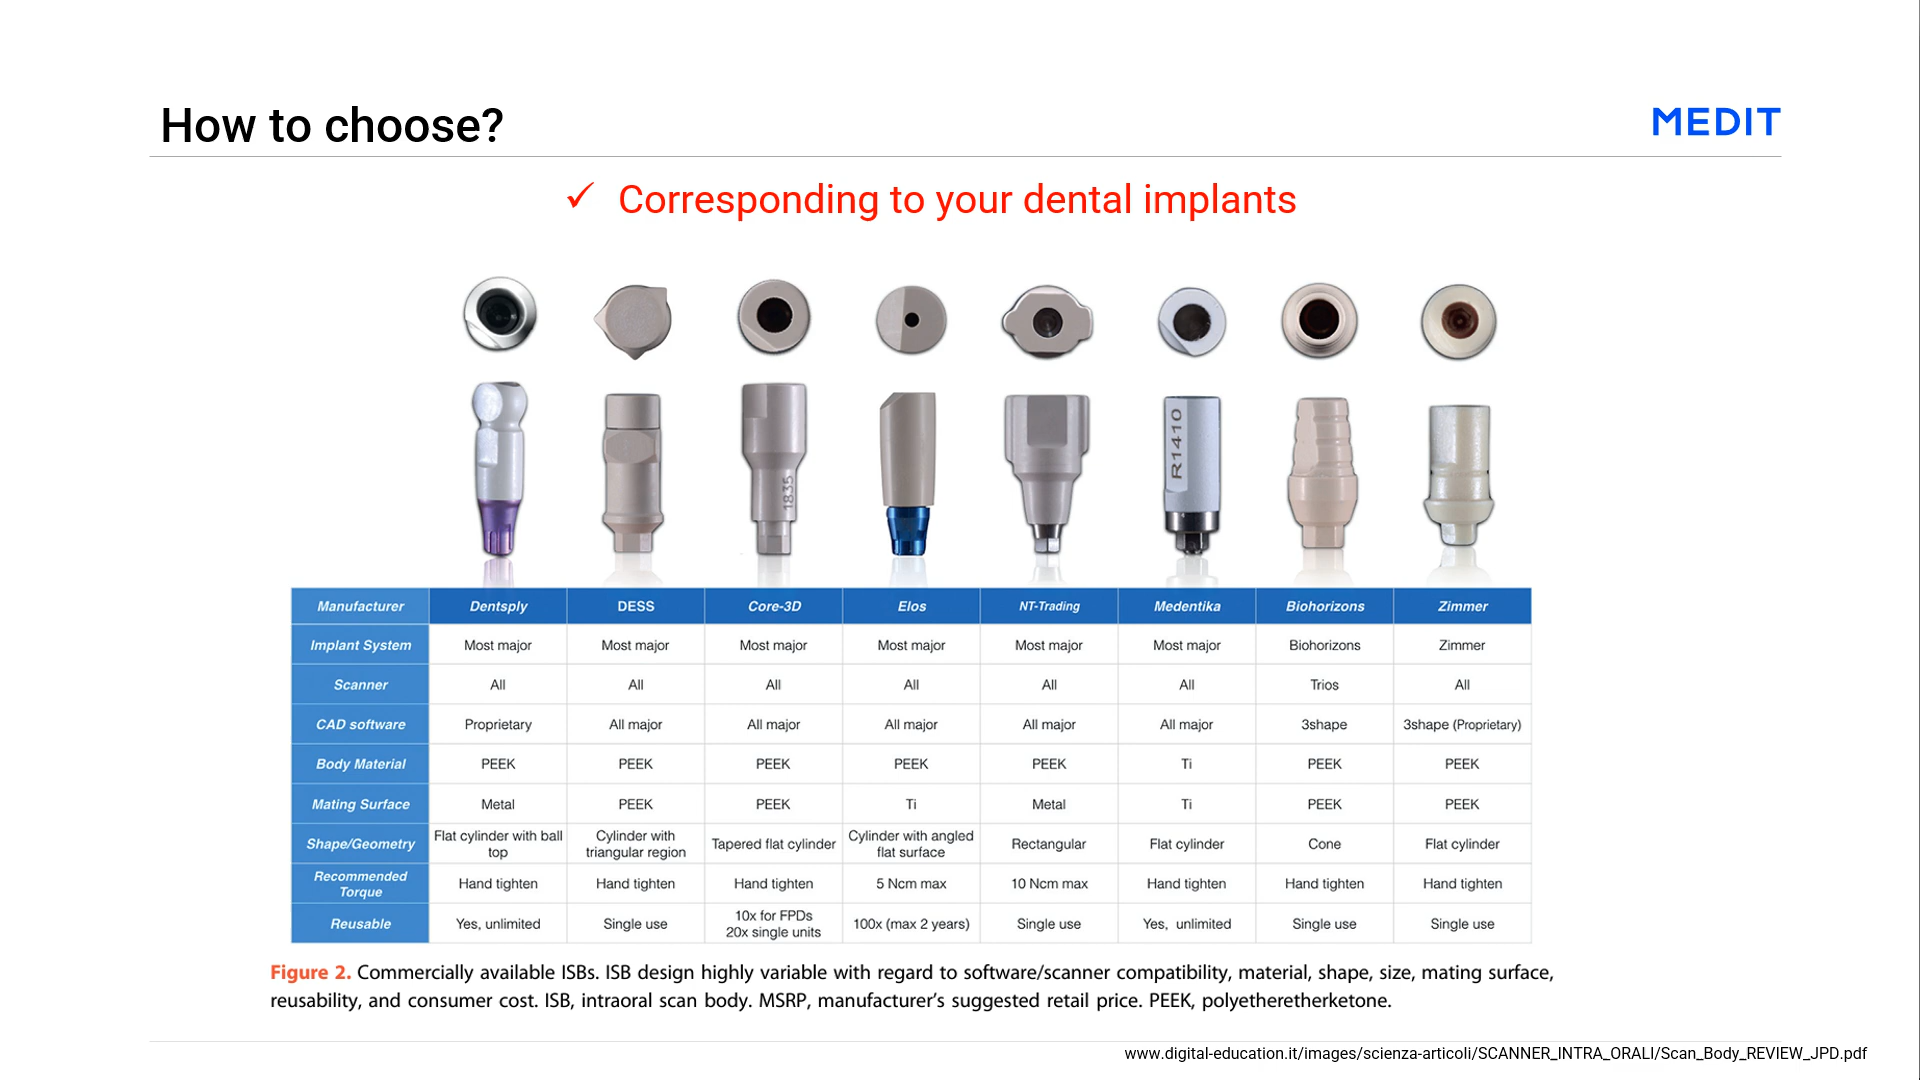 How to choose?
MEDIT
✓ Corresponding to your dental implants
1835
R1410
Manufacturer Dentsply DESS Core-3D Elos NT-Trading Medentika Biohorizons Zimmer
Implant System Most major Most major Most major Most major Most major Most major Biohorizons Zimmer
Scanner All All All All All All Trios All
CAD software Proprietary All major All major All major All major All major 3shape 3shape (Proprietary)
Body Material PEEK PEEK PEEK PEEK PEEK Ti PEEK PEEK
Mating Surface Metal PEEK PEEK Ti Metal Ti PEEK PEEK
Shape/Geometry Flat cylinder with ball top Cylinder with triangular region Tapered flat cylinder Cylinder with angled flat surface Rectangular Flat cylinder Cone Flat cylinder
Recommended Torque Hand tighten Hand tighten Hand tighten 5 Ncm max 10 Ncm max Hand tighten Hand tighten Hand tighten
Reusable Yes, unlimited Single use 10x for FPDs 20x single units 100x (max 2 years) Single use Yes, unlimited Single use Single use
Figure 2. Commercially available ISBs. ISB design highly variable with regard to software/scanner compatibility, material, shape, size, mating surface,
reusability, and consumer cost. ISB, intraoral scan body. MSRP, manufacturer's suggested retail price. PEEK, polyetheretherketone.
www.digital-education.it/images/scienza-articoli/SCANNER_INTRA_ORALI/Scan_Body_REVIEW_JPD.pdf